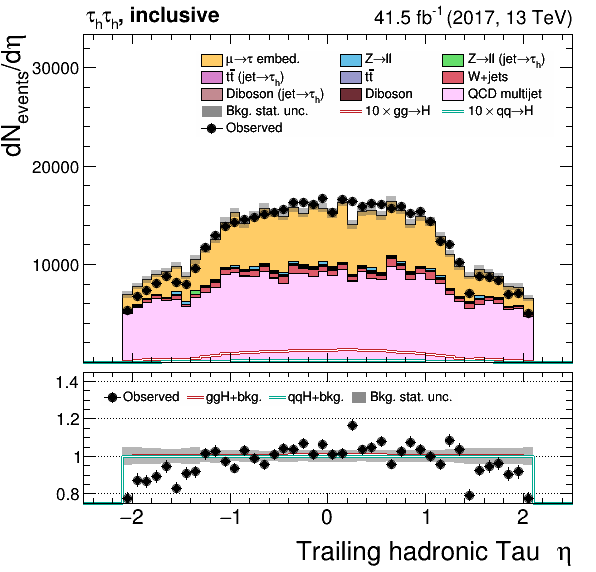 τhτh, inclusive 41.5 fb-1 (2017, 13 TeV)
dNevents/dη
30000
20000
10000
μ→τ embed. Z→ll Z→ll (jet→τh)
tt̄ (jet→τh) tt̄ W+jets
Diboson (jet→τh) Diboson QCD multijet
Bkg. stat. unc. 10×gg→H 10×qq→H
Observed
1.4
1.2
1
0.8
Observed ggH+bkg. qqH+bkg. Bkg. stat. unc.
−2 −1 0 1 2
Trailing hadronic Tau η